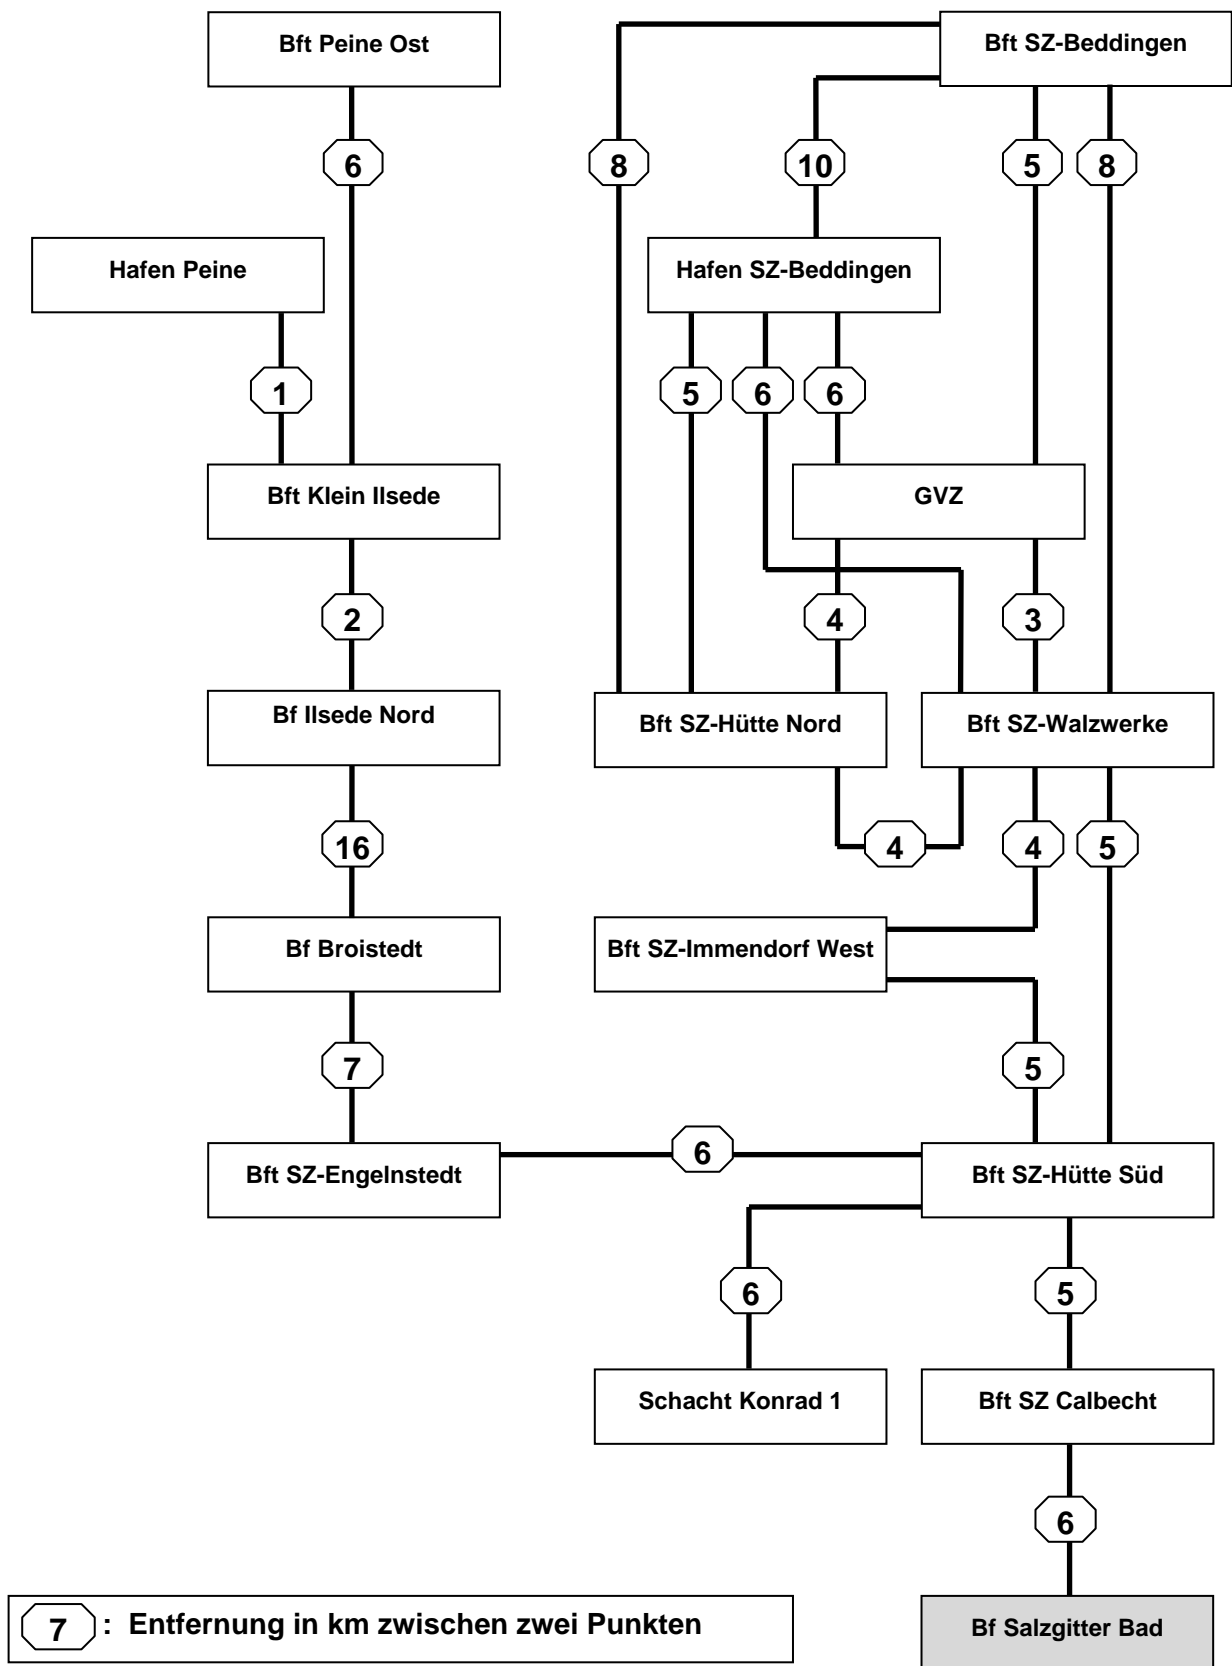 Bft Peine Ost
Bft SZ-Beddingen
6
8
10
5
8
Hafen Peine
Hafen SZ-Beddingen
1
5
6
6
Bft Klein Ilsede
GVZ
2
4
3
Bf Ilsede Nord
Bft SZ-Hütte Nord
Bft SZ-Walzwerke
16
4
4
5
Bf Broistedt
Bft SZ-Immendorf West
7
5
6
Bft SZ-Engelnstedt
Bft SZ-Hütte Süd
6
5
Schacht Konrad 1
Bft SZ Calbecht
6
7 : Entfernung in km zwischen zwei Punkten
Bf Salzgitter Bad